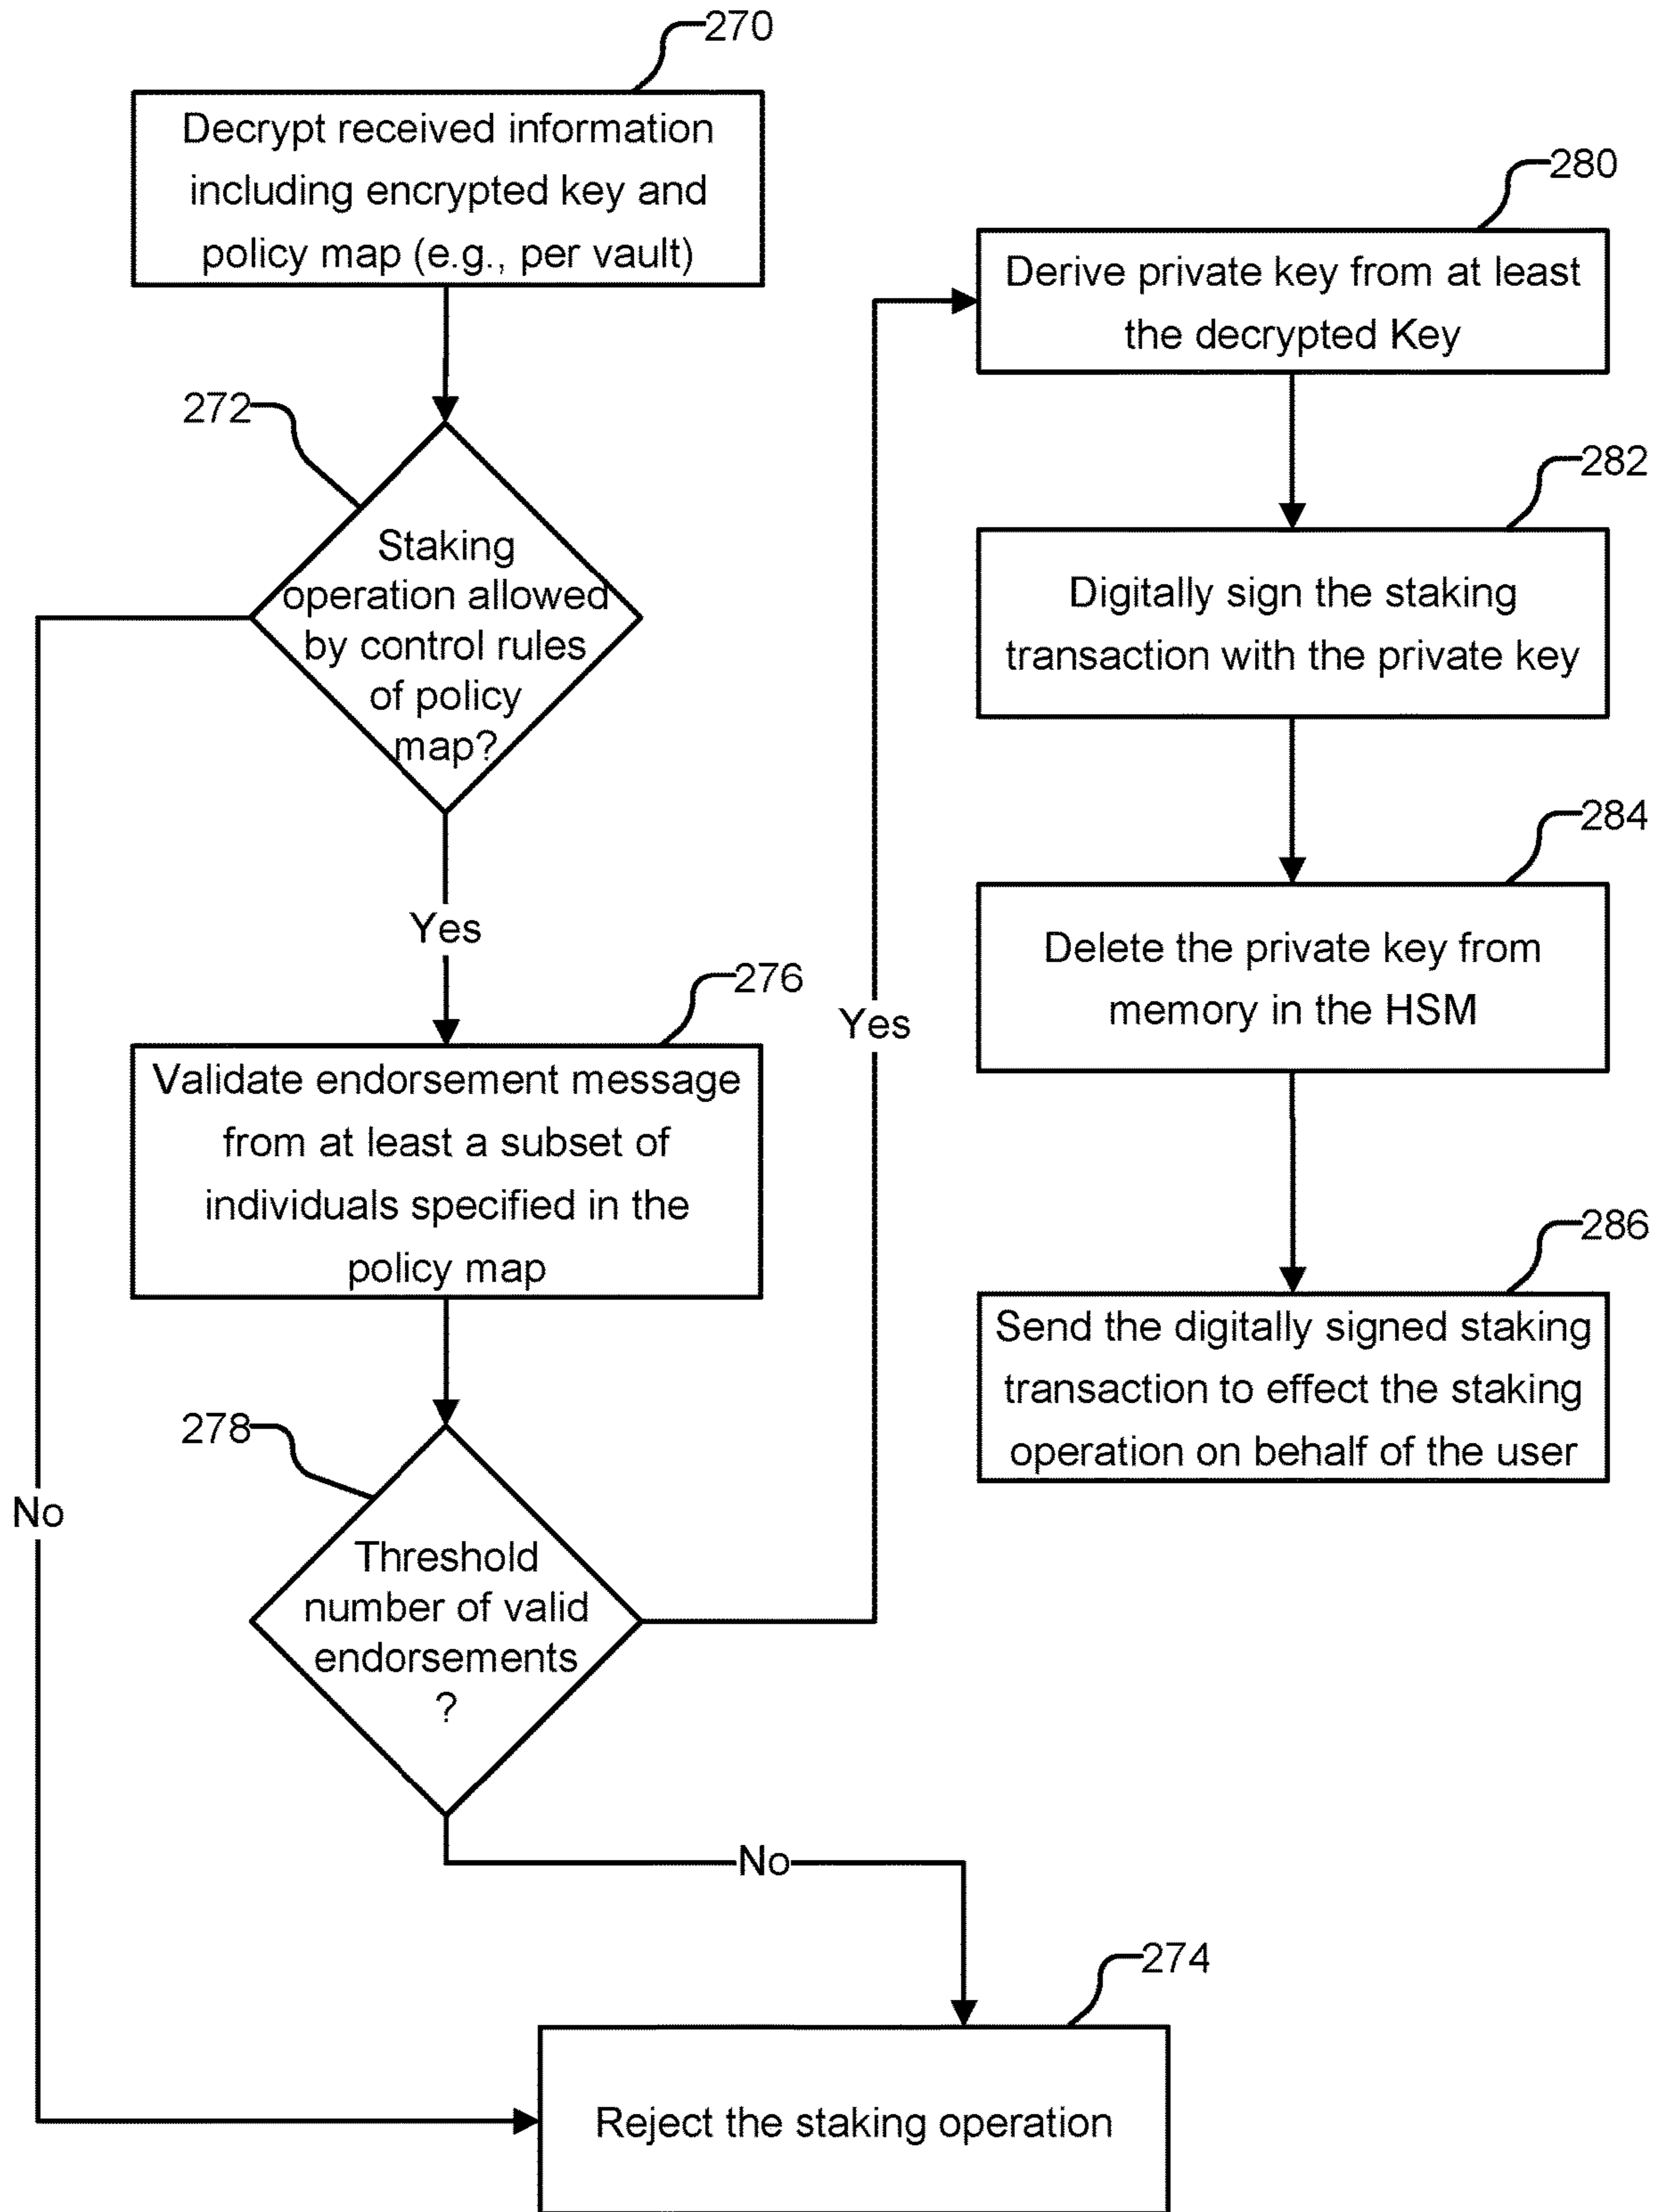 270
Decrypt received information
including encrypted key and
policy map (e.g., per vault)
272
Staking
operation allowed
by control rules
of policy
map?
Yes
No
276
Validate endorsement message
from at least a subset of
individuals specified in the
policy map
278
Threshold
number of valid
endorsements
?
Yes
No
274
Reject the staking operation
280
Derive private key from at least
the decrypted Key
282
Digitally sign the staking
transaction with the private key
284
Delete the private key from
memory in the HSM
286
Send the digitally signed staking
transaction to effect the staking
operation on behalf of the user